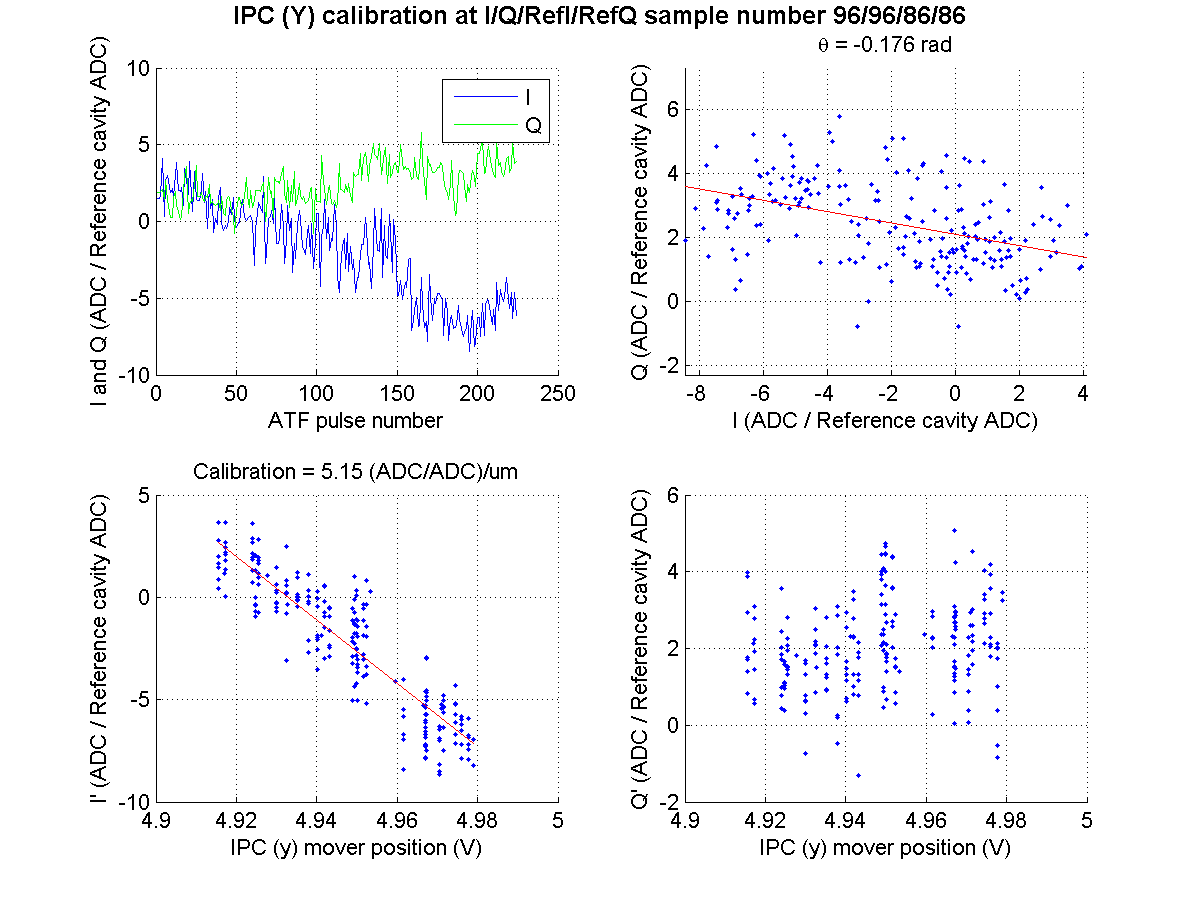 IPC (Y) calibration at I/Q/RefI/RefQ sample number 96/96/86/86
I and Q (ADC / Reference cavity ADC)
10
5
0
-5
-10
I
Q
0 50 100 150 200 250
ATF pulse number
θ = -0.176 rad
Q (ADC / Reference cavity ADC)
6
4
2
0
-2
-8 -6 -4 -2 0 2 4
I (ADC / Reference cavity ADC)
Calibration = 5.15 (ADC/ADC)/um
I' (ADC / Reference cavity ADC)
5
0
-5
-10
4.9 4.92 4.94 4.96 4.98 5
IPC (y) mover position (V)
Q' (ADC / Reference cavity ADC)
6
4
2
0
-2
4.9 4.92 4.94 4.96 4.98 5
IPC (y) mover position (V)